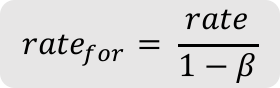 rate_for = rate / (1 − β)